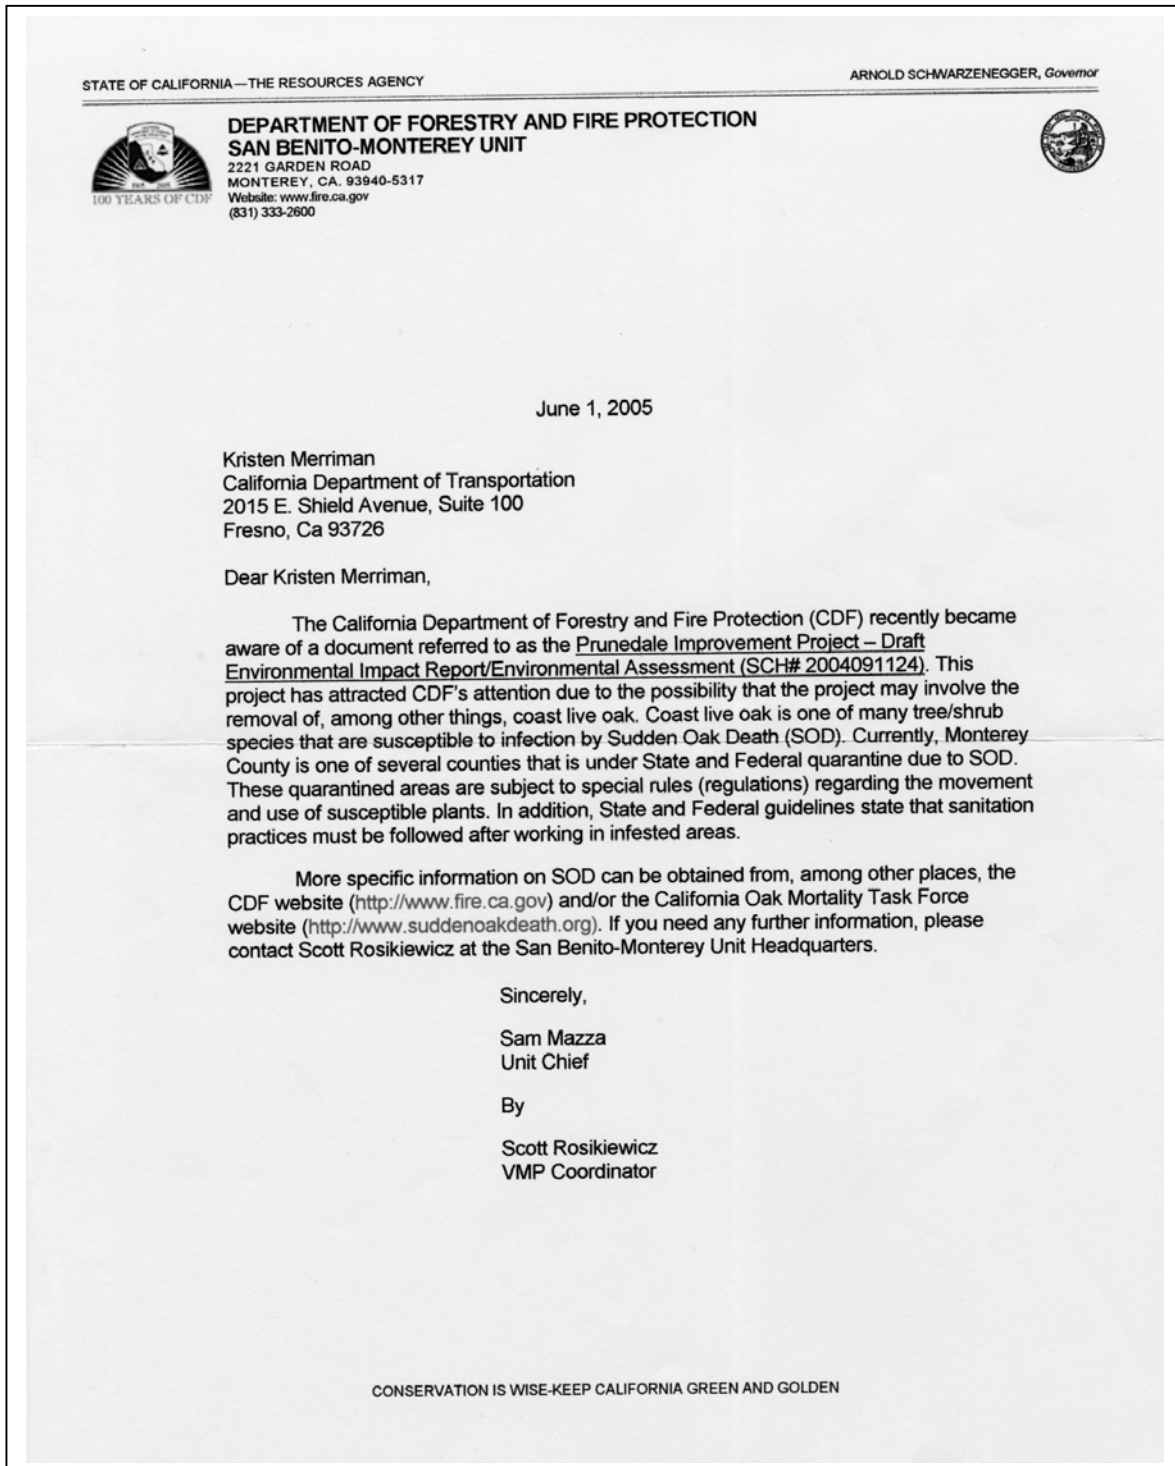 STATE OF CALIFORNIA—THE RESOURCES AGENCY
ARNOLD SCHWARZENEGGER, Governor
DEPARTMENT OF FORESTRY AND FIRE PROTECTION
SAN BENITO-MONTEREY UNIT
2221 GARDEN ROAD
MONTEREY, CA. 93940-5317
Website: www.fire.ca.gov
(831) 333-2600
1905 2005
100 YEARS OF CDF
June 1, 2005
Kristen Merriman
California Department of Transportation
2015 E. Shield Avenue, Suite 100
Fresno, Ca 93726
Dear Kristen Merriman,
The California Department of Forestry and Fire Protection (CDF) recently became
aware of a document referred to as the Prunedale Improvement Project – Draft
Environmental Impact Report/Environmental Assessment (SCH# 2004091124). This
project has attracted CDF's attention due to the possibility that the project may involve the
removal of, among other things, coast live oak. Coast live oak is one of many tree/shrub
species that are susceptible to infection by Sudden Oak Death (SOD). Currently, Monterey
County is one of several counties that is under State and Federal quarantine due to SOD.
These quarantined areas are subject to special rules (regulations) regarding the movement
and use of susceptible plants. In addition, State and Federal guidelines state that sanitation
practices must be followed after working in infested areas.
More specific information on SOD can be obtained from, among other places, the
CDF website (http://www.fire.ca.gov) and/or the California Oak Mortality Task Force
website (http://www.suddenoakdeath.org). If you need any further information, please
contact Scott Rosikiewicz at the San Benito-Monterey Unit Headquarters.
Sincerely,
Sam Mazza
Unit Chief
By
Scott Rosikiewicz
VMP Coordinator
CONSERVATION IS WISE-KEEP CALIFORNIA GREEN AND GOLDEN